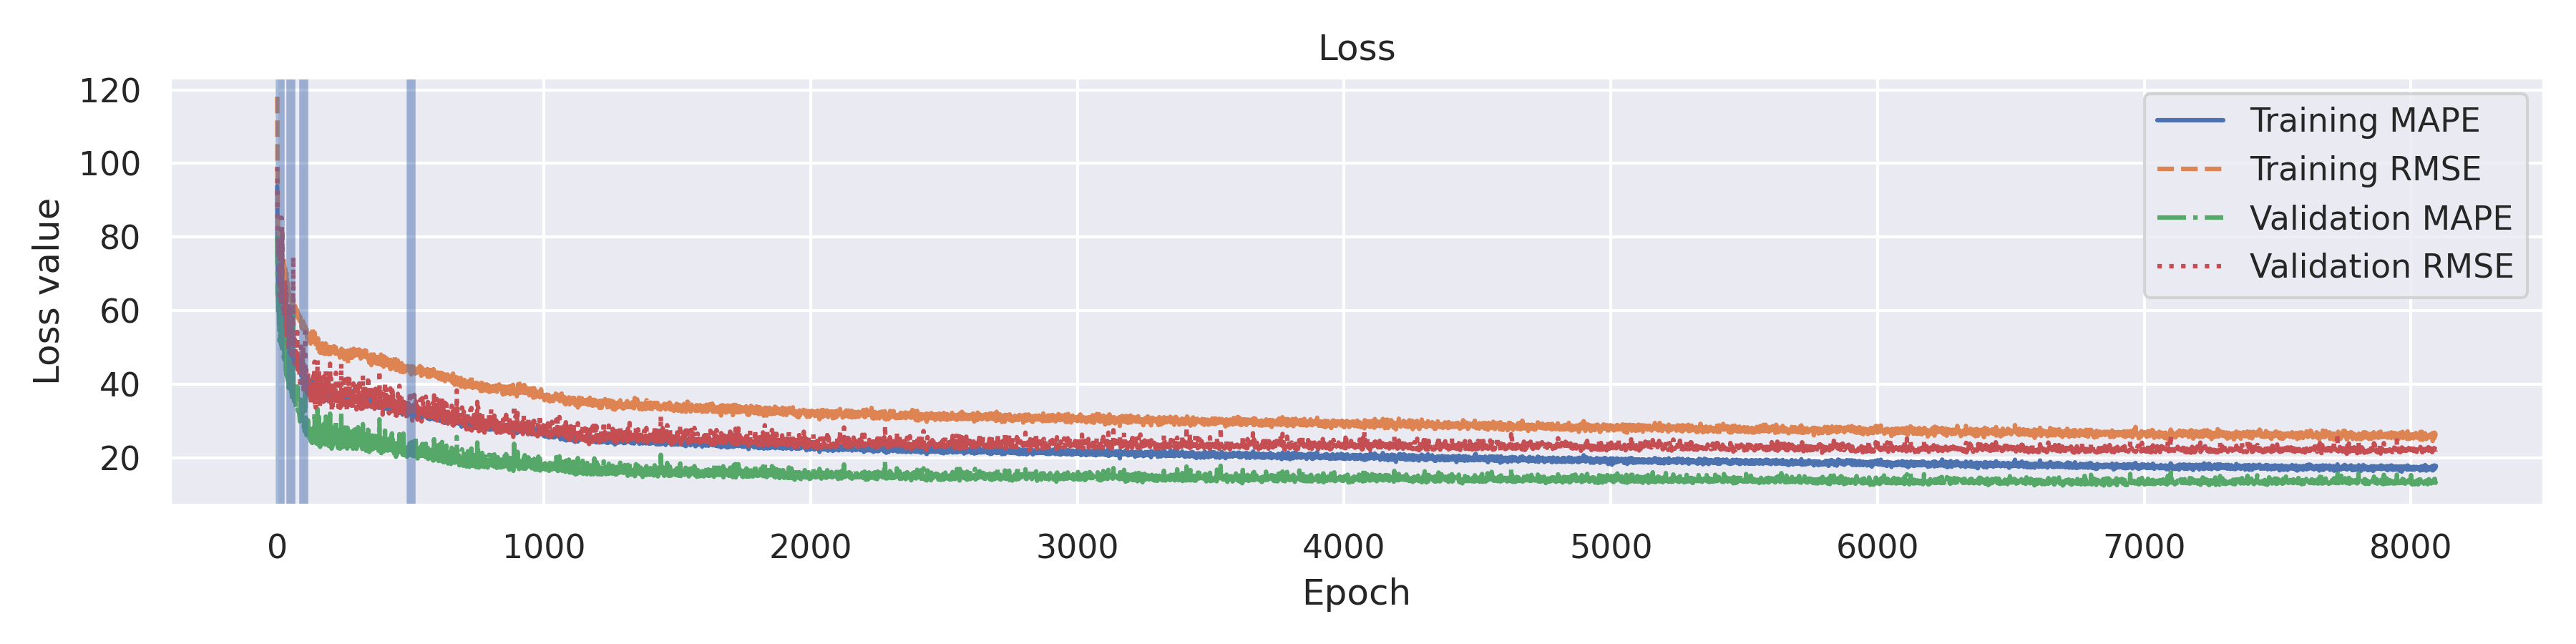 Loss
120
100
80
60
40
20
Loss value
Training MAPE
Training RMSE
Validation MAPE
Validation RMSE
0 1000 2000 3000 4000 5000 6000 7000 8000
Epoch